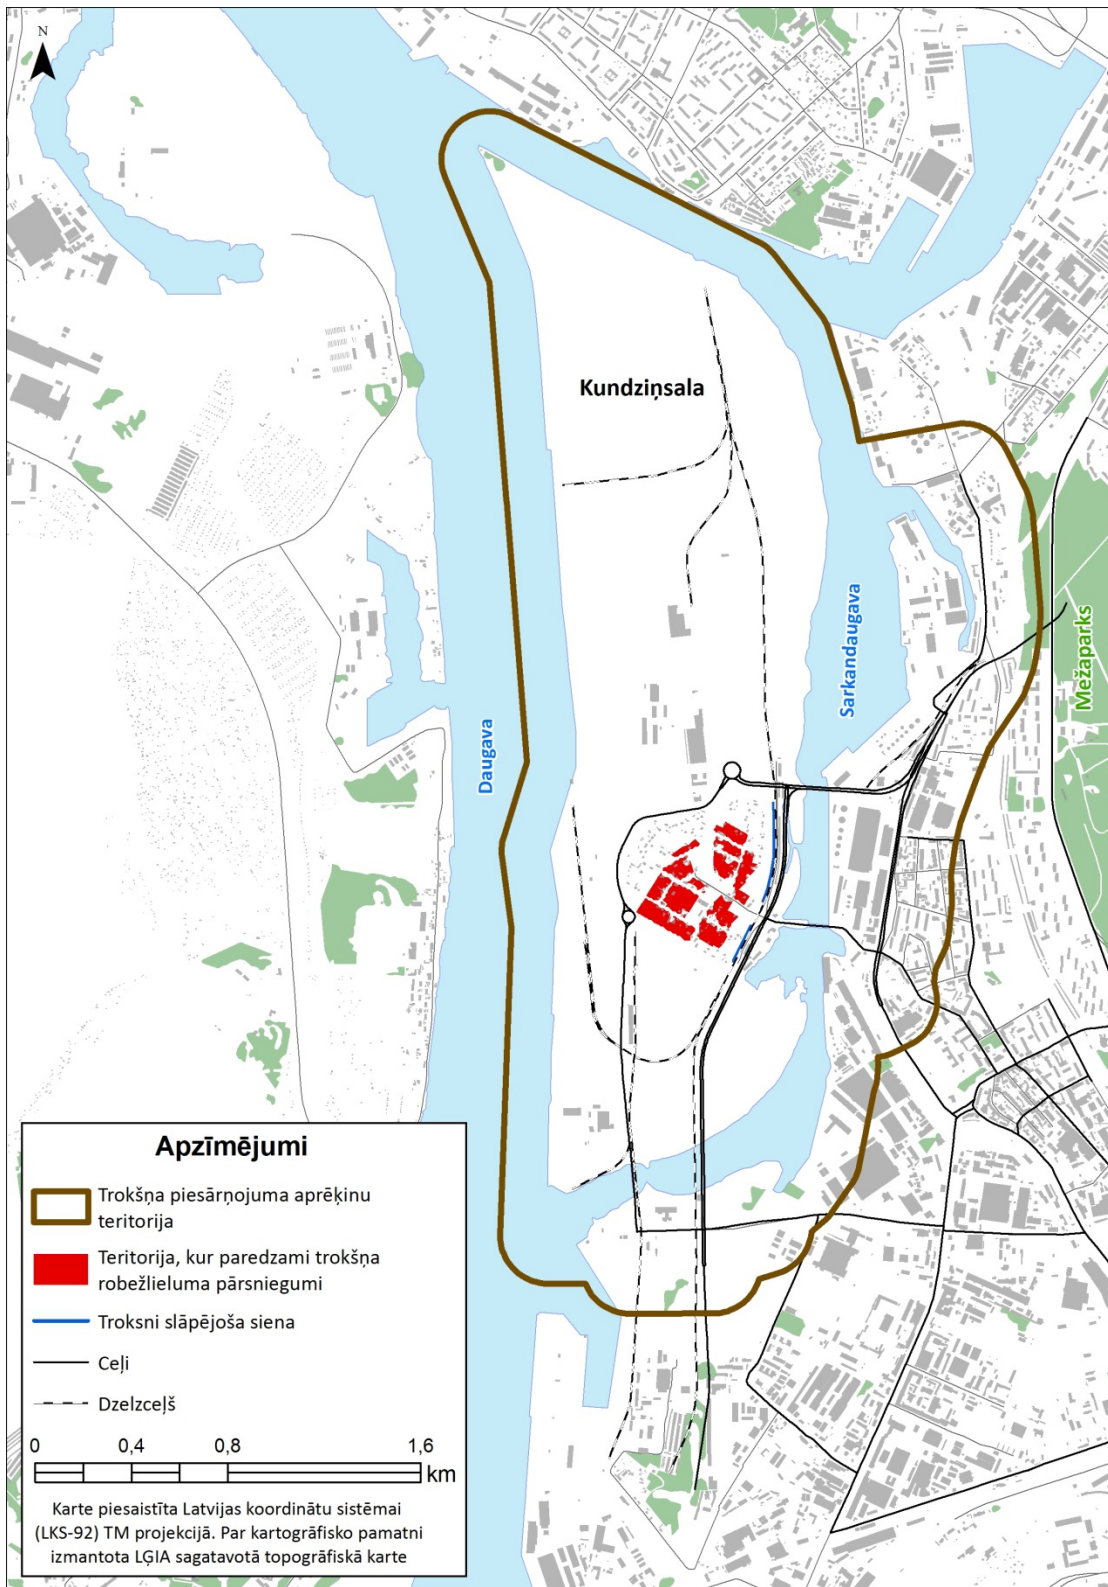 N
Kundziņsala
Sarkandaugava
Mežaparks
Daugava
Apzīmējumi
Trokšņa piesārņojuma aprēķinu
teritorija
Teritorija, kur paredzami trokšņa
robežlieluma pārsniegumi
Troksni slāpējoša siena
Ceļi
Dzelzceļš
0 0,4 0,8 1,6
km
Karte piesaistīta Latvijas koordinātu sistēmai
(LKS-92) TM projekcijā. Par kartogrāfisko pamatni
izmantota LĢIA sagatavotā topogrāfiskā karte